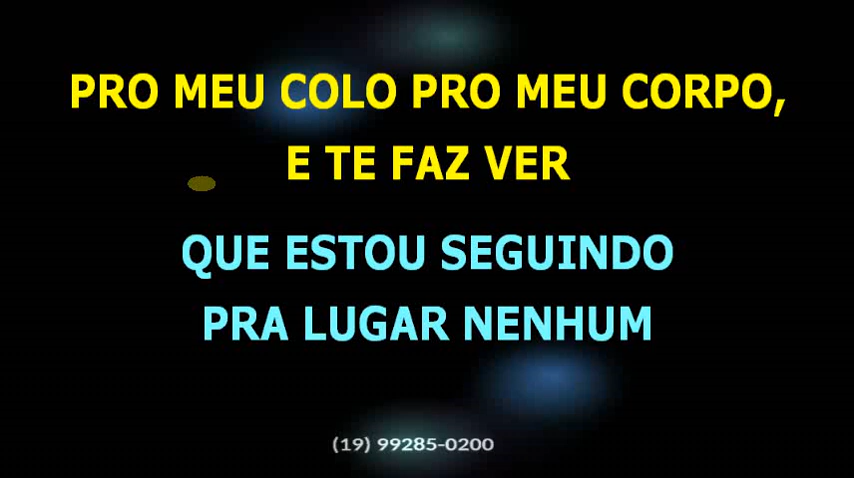 PRO MEU COLO PRO MEU CORPO,
E TE FAZ VER
QUE ESTOU SEGUINDO
PRA LUGAR NENHUM
(19) 99285-0200